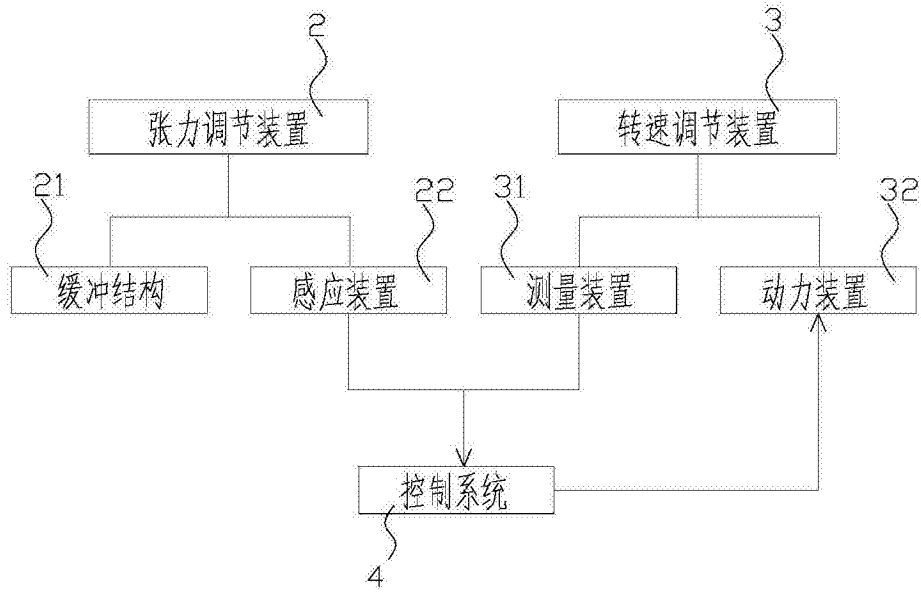 2
3
张力调节装置
转速调节装置
21
22
31
32
缓冲结构
感应装置
测量装置
动力装置
控制系统
4